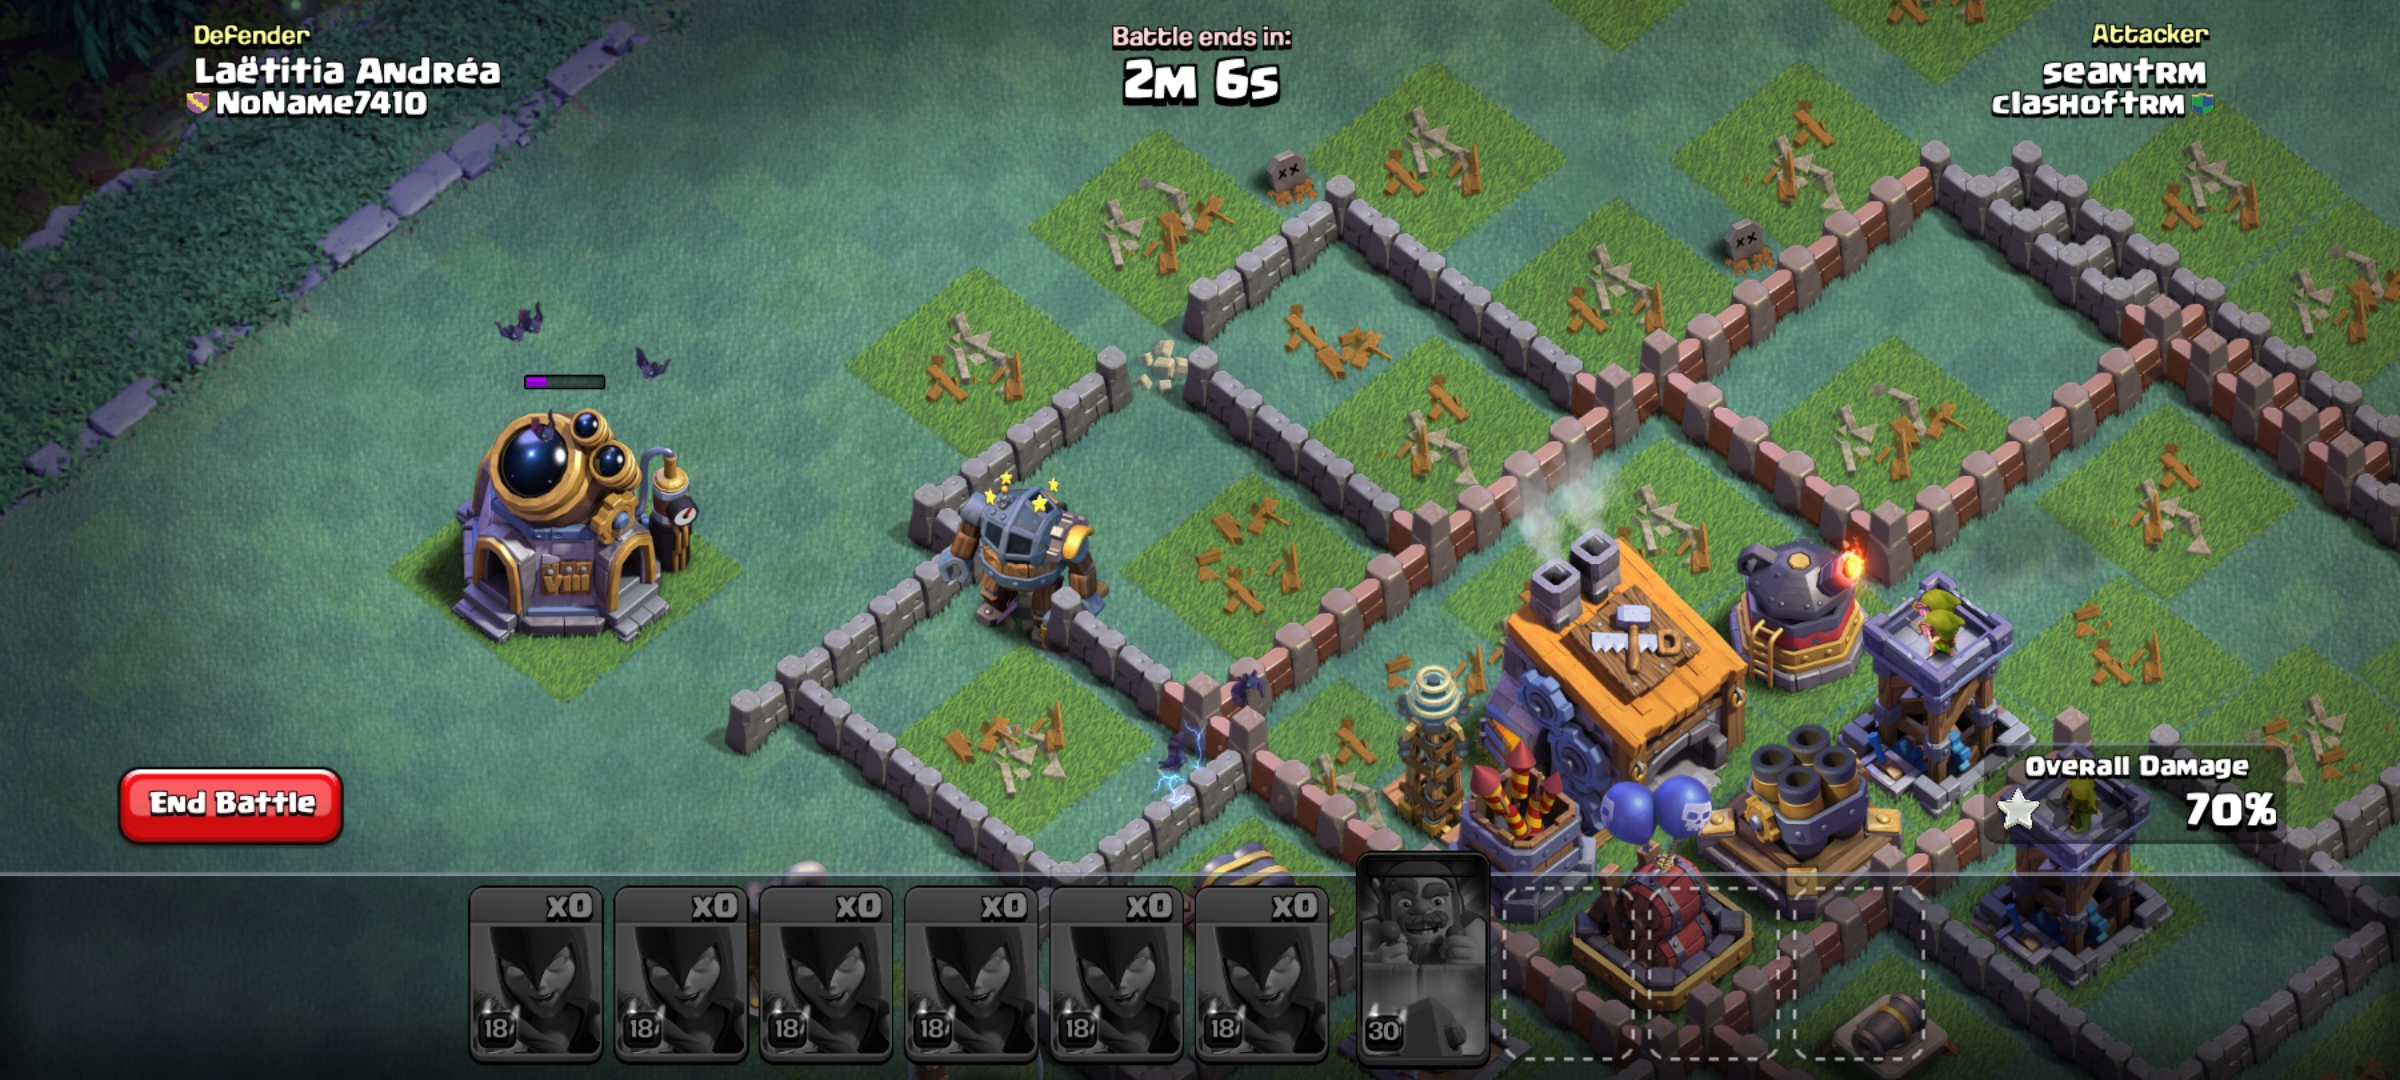 Defender
Laëtitia Andréa
NoName7410
Battle ends in:
2M 6s
Attacker
seantrm
clashoftrm
viii
End Battle
Overall Damage
70%
x0
x0
x0
x0
x0
x0
18
18
18
18
18
18
30